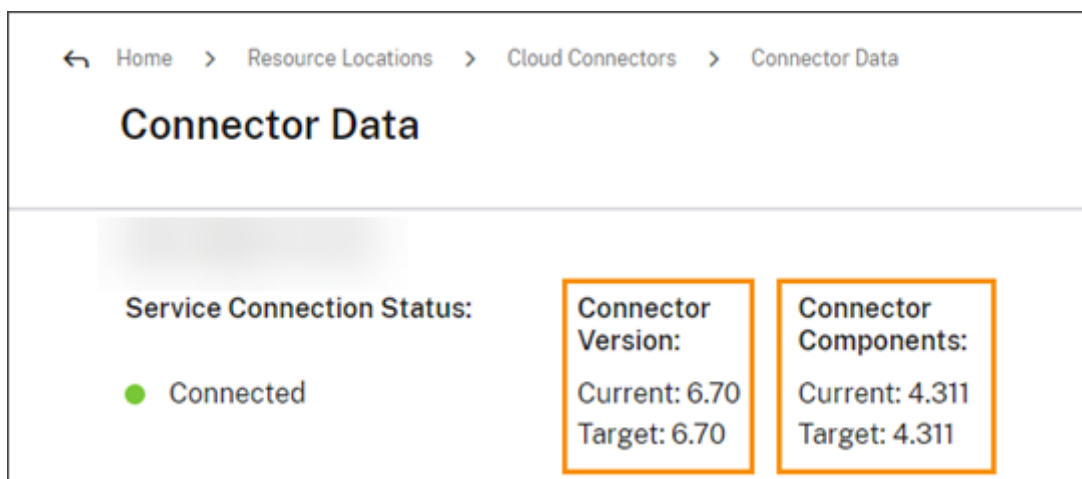 Home > Resource Locations > Cloud Connectors > Connector Data
Connector Data
Service Connection Status:
Connected
Connector
Version:
Current: 6.70
Target: 6.70
Connector
Components:
Current: 4.311
Target: 4.311